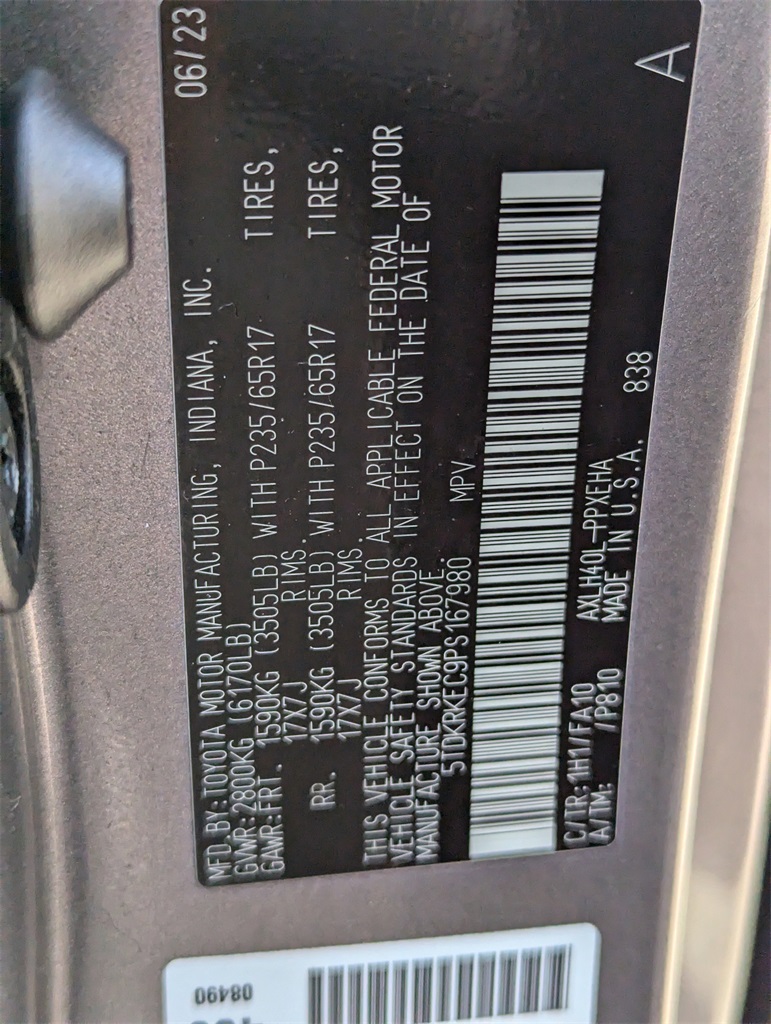 MFD.BY:TOYOTA MOTOR MANUFACTURING, INDIANA, INC. 06/23
GVWR:2800KG (6170LB)
GAWR:FRT. 1590KG (3505LB) WITH P235/65R17 TIRES,
17X7J RIMS.
RR. 1590KG (3505LB) WITH P235/65R17 TIRES,
17X7J RIMS.
THIS VEHICLE CONFORMS TO ALL APPLICABLE FEDERAL MOTOR
VEHICLE SAFETY STANDARDS IN EFFECT ON THE DATE OF
MANUFACTURE SHOWN ABOVE.
5TDKRKEC9PS167980 MPV
C/TR:1H1/FA10 AXLH40L-PPXEHA
A/TM: /P810 MADE IN U.S.A. 838 A
08490